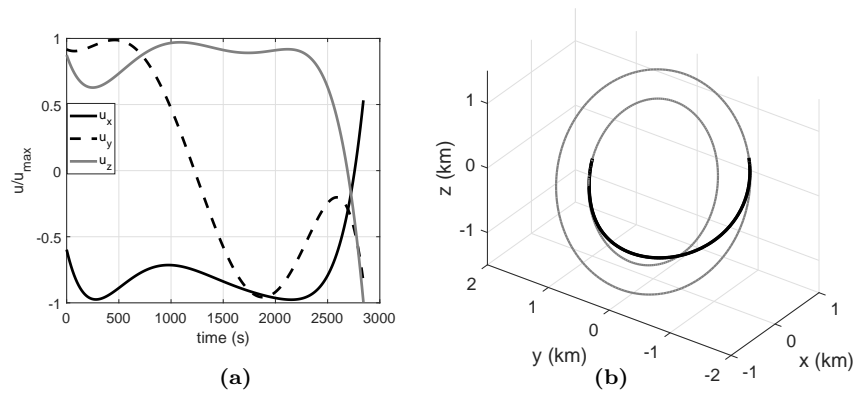 1
0.5
0
-0.5
-1
u/u_max
u_x
u_y
u_z
0 500 1000 1500 2000 2500 3000
time (s)
(a)
1
0
-1
z (km)
2
1
0
-1
-2
y (km)
-1
0
1
x (km)
(b)